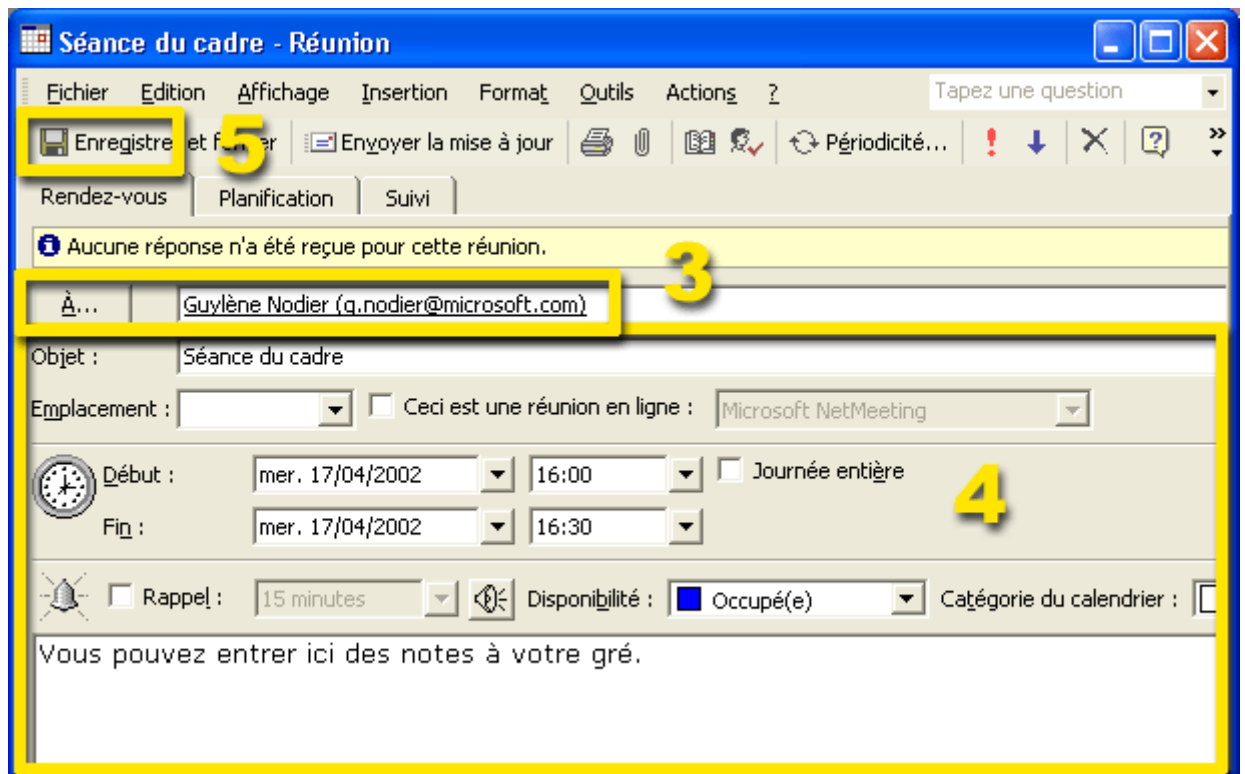 Séance du cadre - Réunion
Fichier Edition Affichage Insertion Format Outils Actions ? Tapez une question
Enregistrer et fermer Envoyer la mise à jour Périodicité...
5
Rendez-vous Planification Suivi
Aucune réponse n'a été reçue pour cette réunion.
3
À... Guylène Nodier (g.nodier@microsoft.com)
Objet : Séance du cadre
Emplacement : Ceci est une réunion en ligne : Microsoft NetMeeting
Début : mer. 17/04/2002 16:00 Journée entière
4
Fin : mer. 17/04/2002 16:30
Rappel : 15 minutes Disponibilité : Occupé(e) Catégorie du calendrier :
Vous pouvez entrer ici des notes à votre gré.